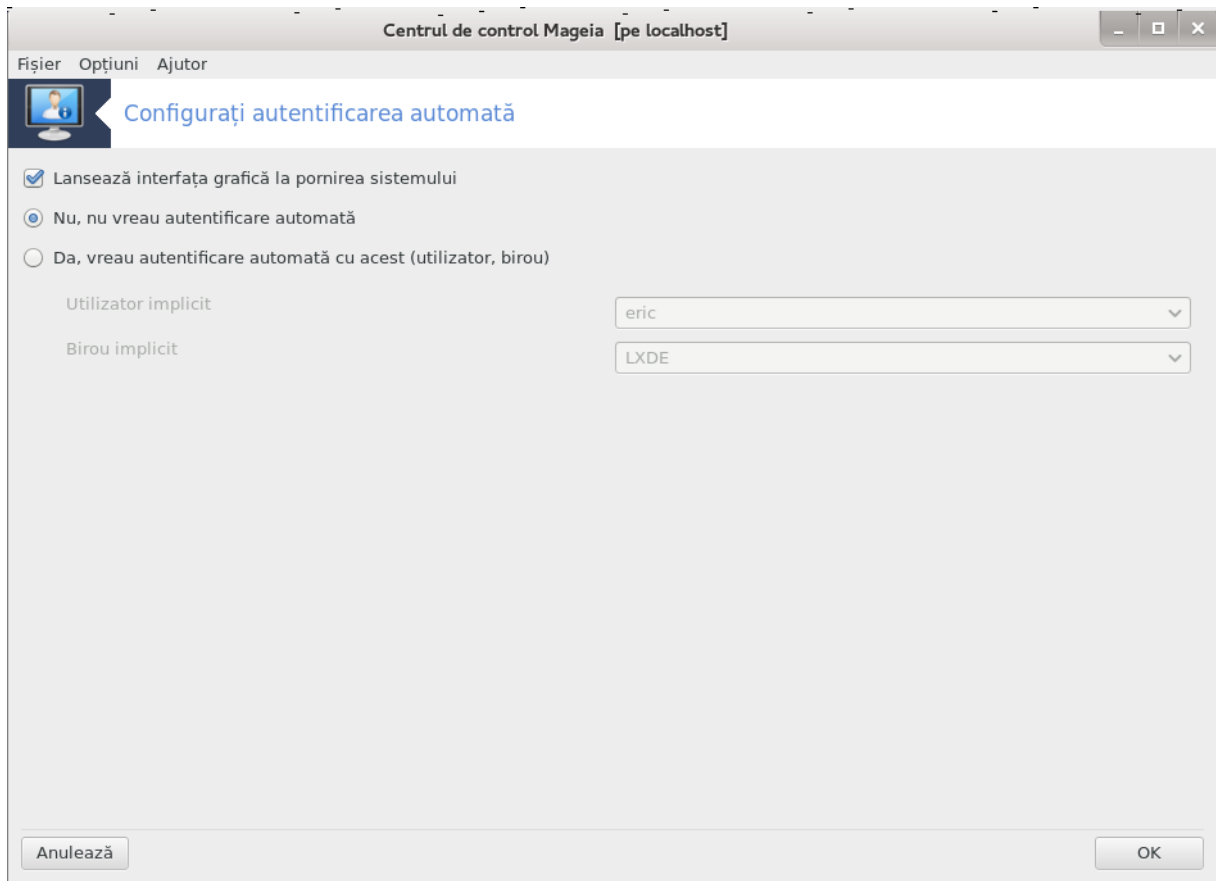 Centrul de control Mageia [pe localhost]
Fișier Opțiuni Ajutor
Configurați autentificarea automată
Lansează interfața grafică la pornirea sistemului
Nu, nu vreau autentificare automată
Da, vreau autentificare automată cu acest (utilizator, birou)
Utilizator implicit
eric
Birou implicit
LXDE
Anulează
OK